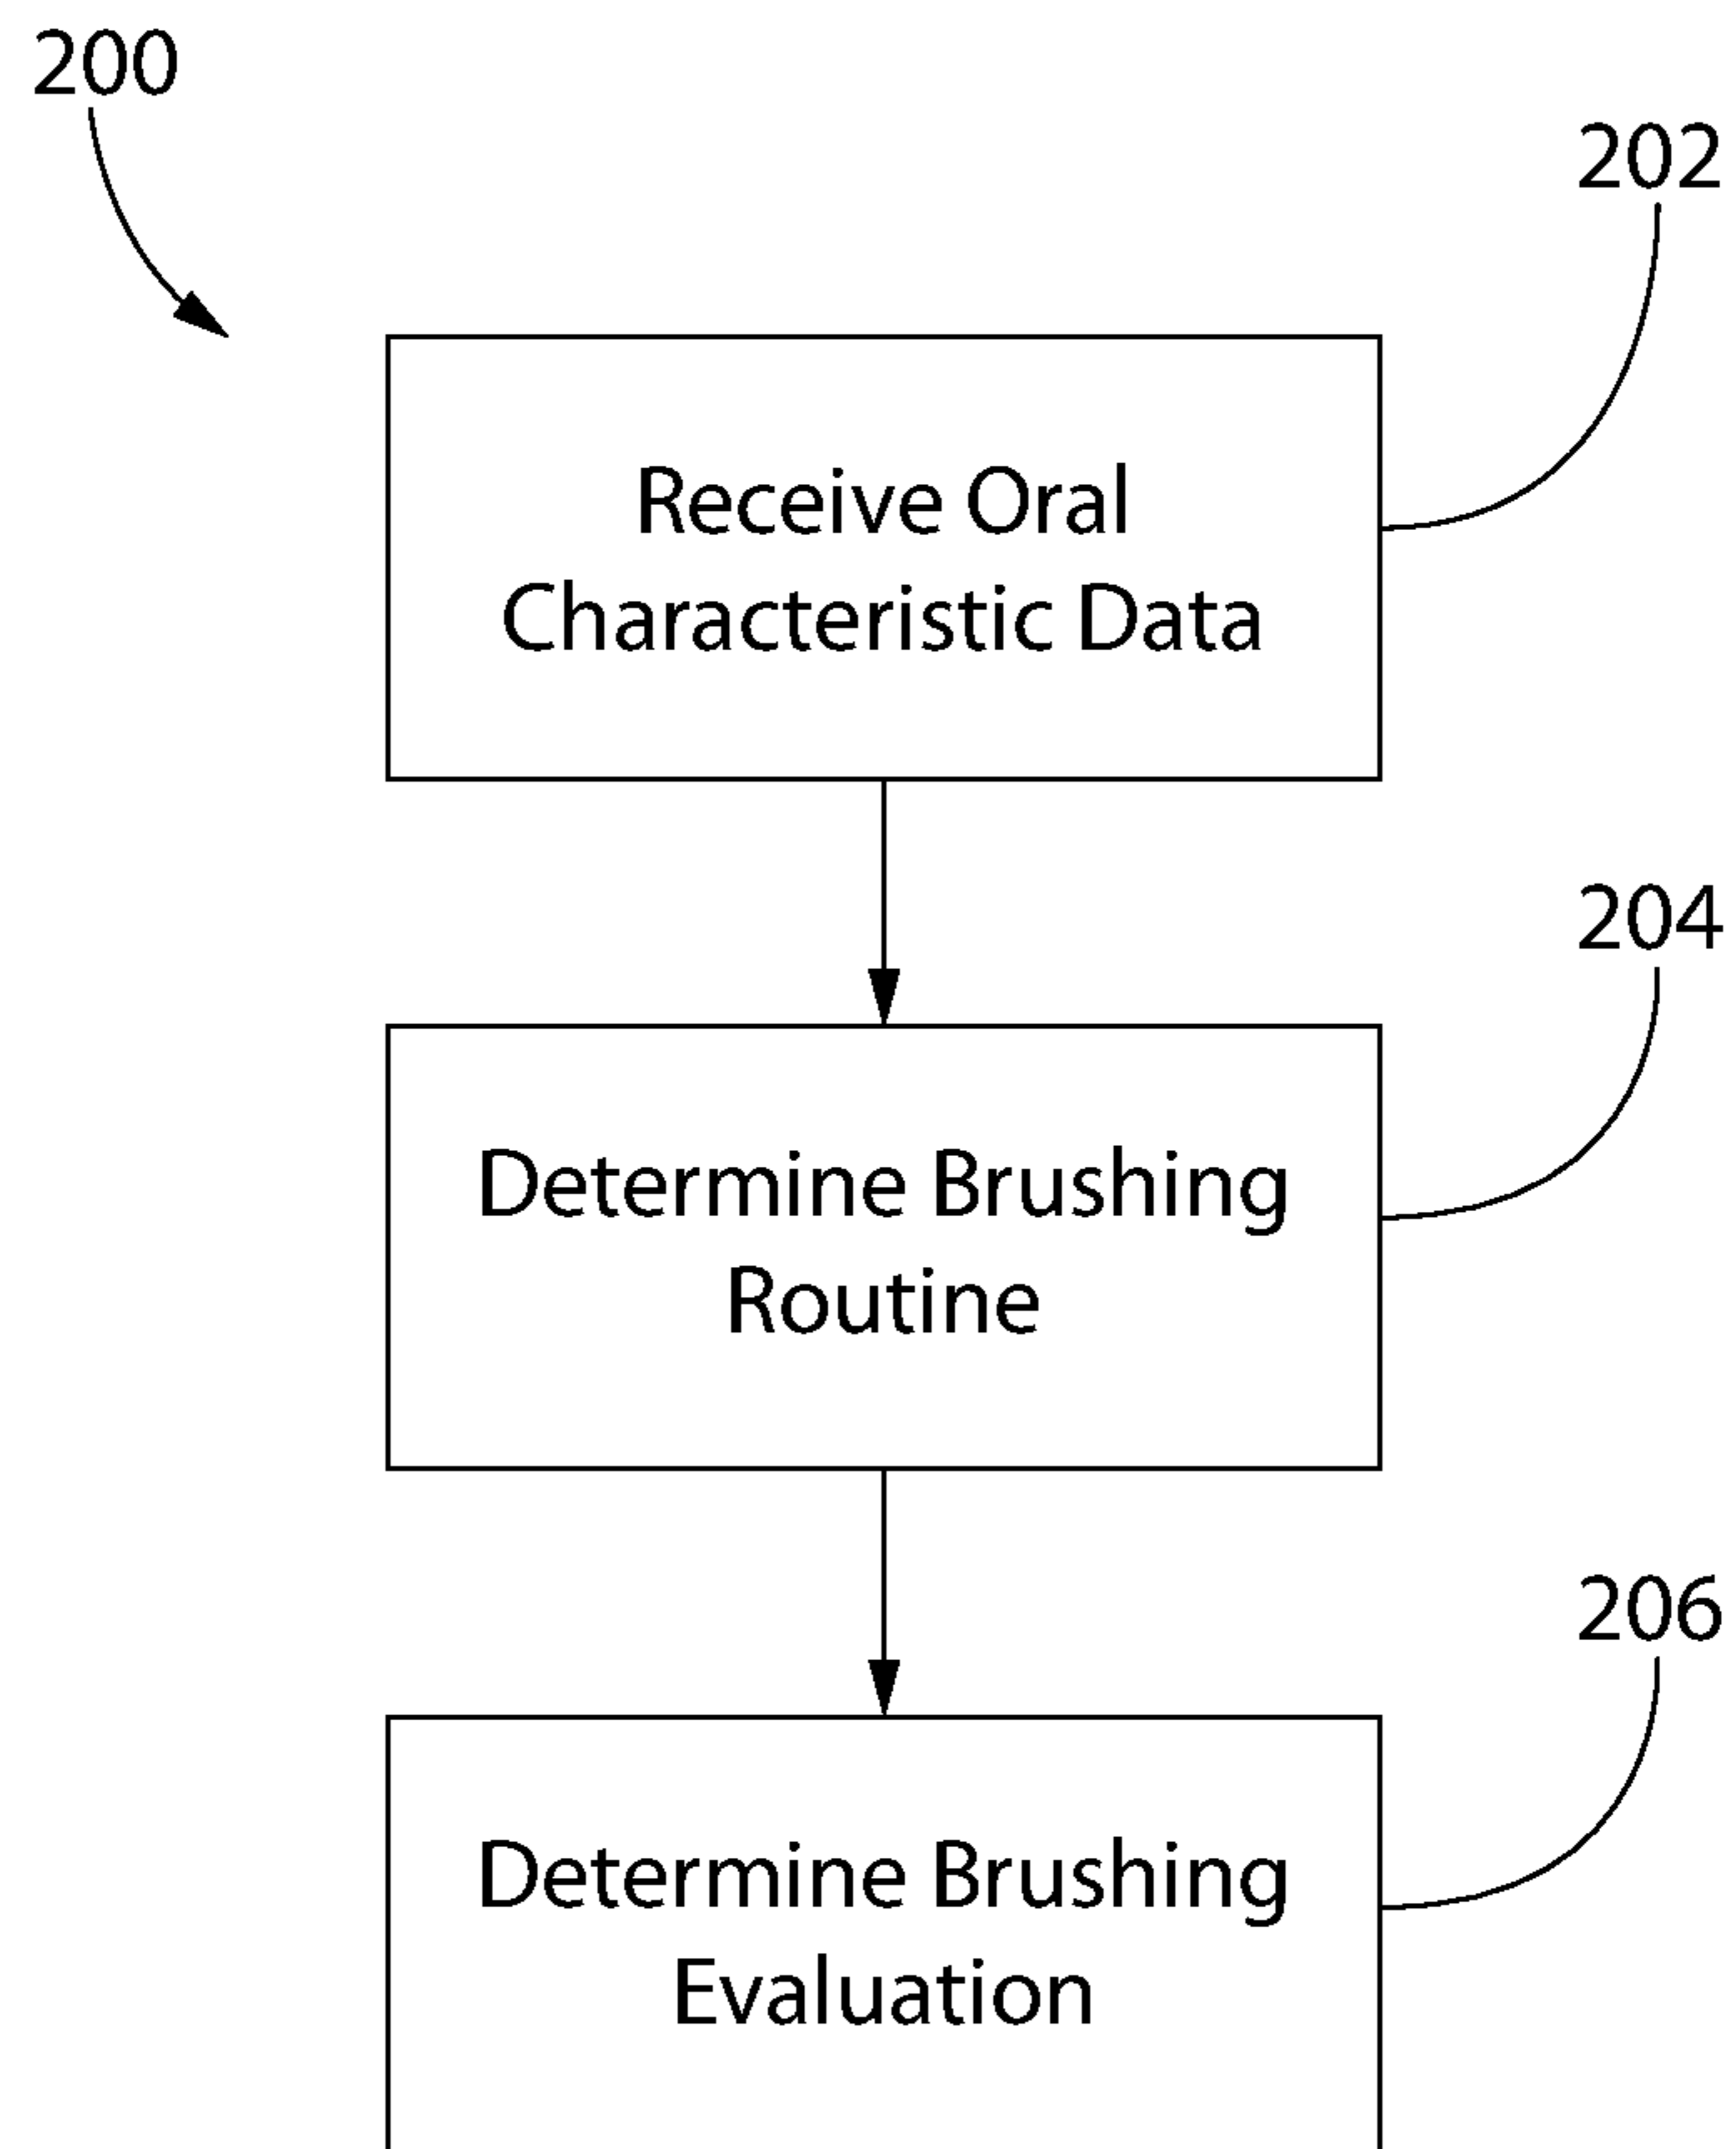 200
202
Receive Oral
Characteristic Data
204
Determine Brushing
Routine
206
Determine Brushing
Evaluation